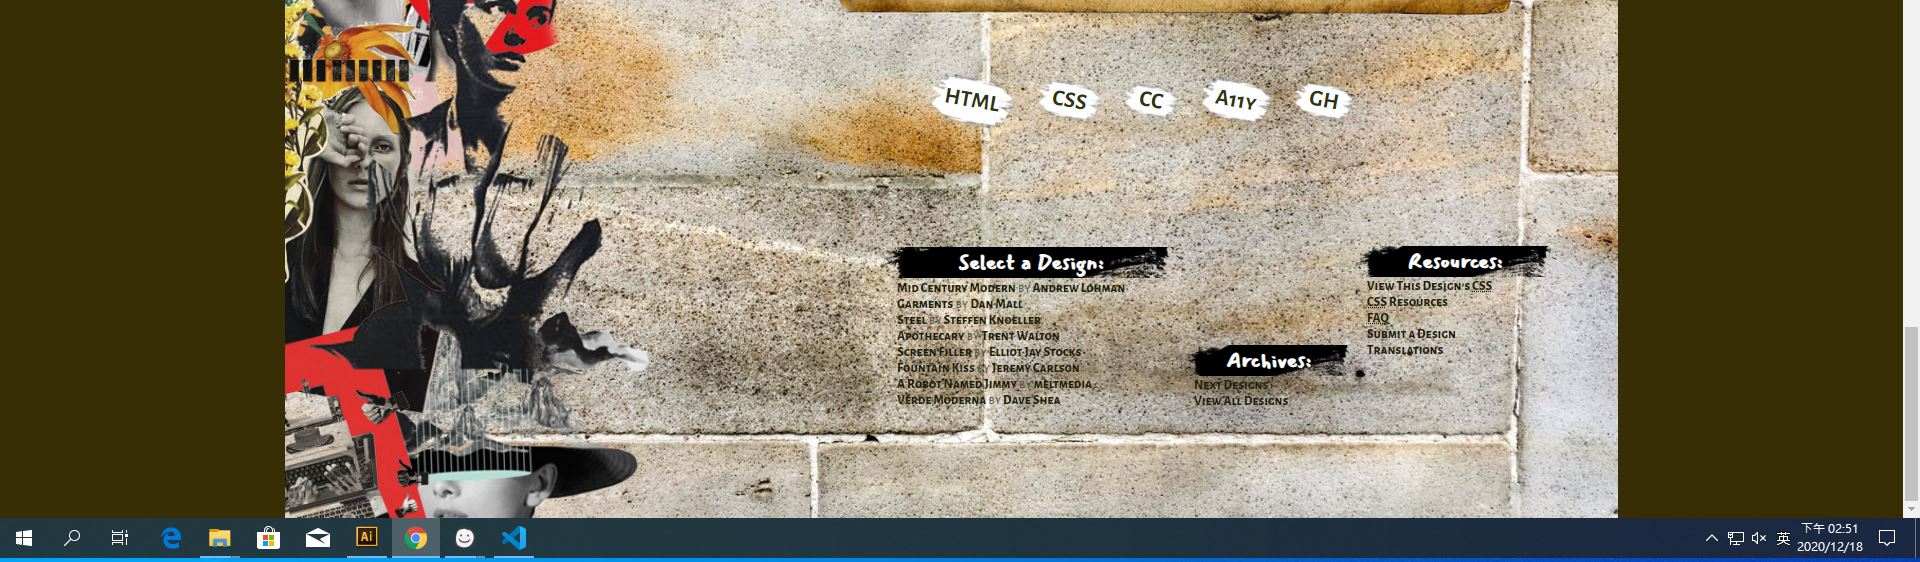 HTML CSS CC A11Y GH
Select a Design:
Mid Century Modern by Andrew Lohman
Garments by Dan Mall
Steel by Steffen Knoeller
Apothecary by Trent Walton
Screen Filler by Elliot Jay Stocks
Fountain Kiss by Jeremy Carlson
A Robot Named Jimmy by meltmedia
Verde Moderna by Dave Shea
Archives:
Next Designs
View All Designs
Resources:
View This Design's CSS
CSS Resources
FAQ
Submit a Design
Translations
Ai
英
下午 02:51
2020/12/18